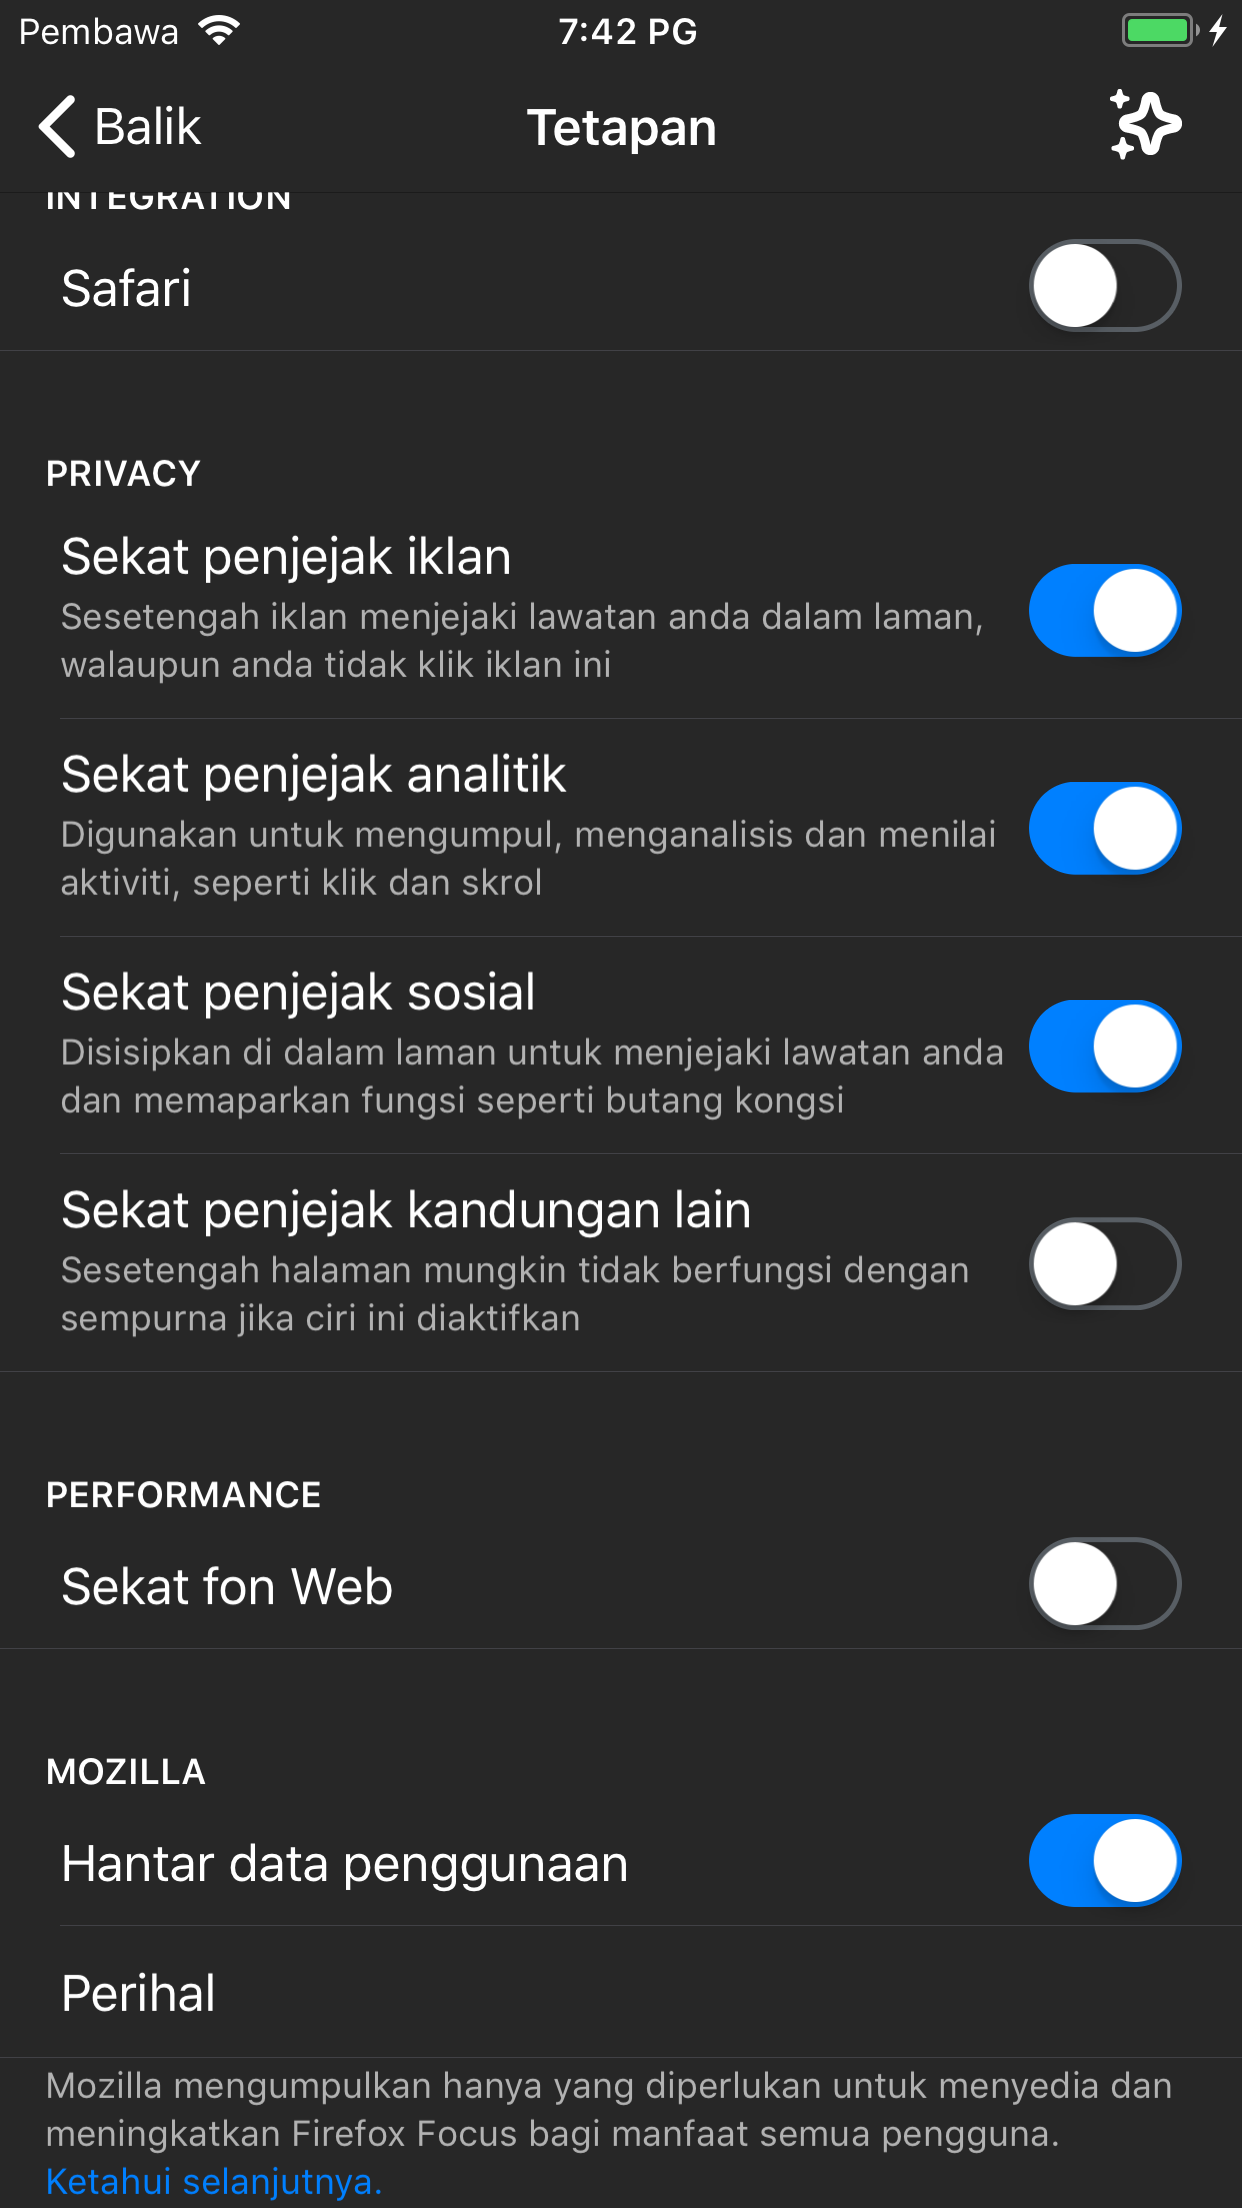 Pembawa
7:42 PG
Balik
Tetapan
INTEGRATION
Safari
PRIVACY
Sekat penjejak iklan
Sesetengah iklan menjejaki lawatan anda dalam laman,
walaupun anda tidak klik iklan ini
Sekat penjejak analitik
Digunakan untuk mengumpul, menganalisis dan menilai
aktiviti, seperti klik dan skrol
Sekat penjejak sosial
Disisipkan di dalam laman untuk menjejaki lawatan anda
dan memaparkan fungsi seperti butang kongsi
Sekat penjejak kandungan lain
Sesetengah halaman mungkin tidak berfungsi dengan
sempurna jika ciri ini diaktifkan
PERFORMANCE
Sekat fon Web
MOZILLA
Hantar data penggunaan
Perihal
Mozilla mengumpulkan hanya yang diperlukan untuk menyedia dan
meningkatkan Firefox Focus bagi manfaat semua pengguna.
Ketahui selanjutnya.